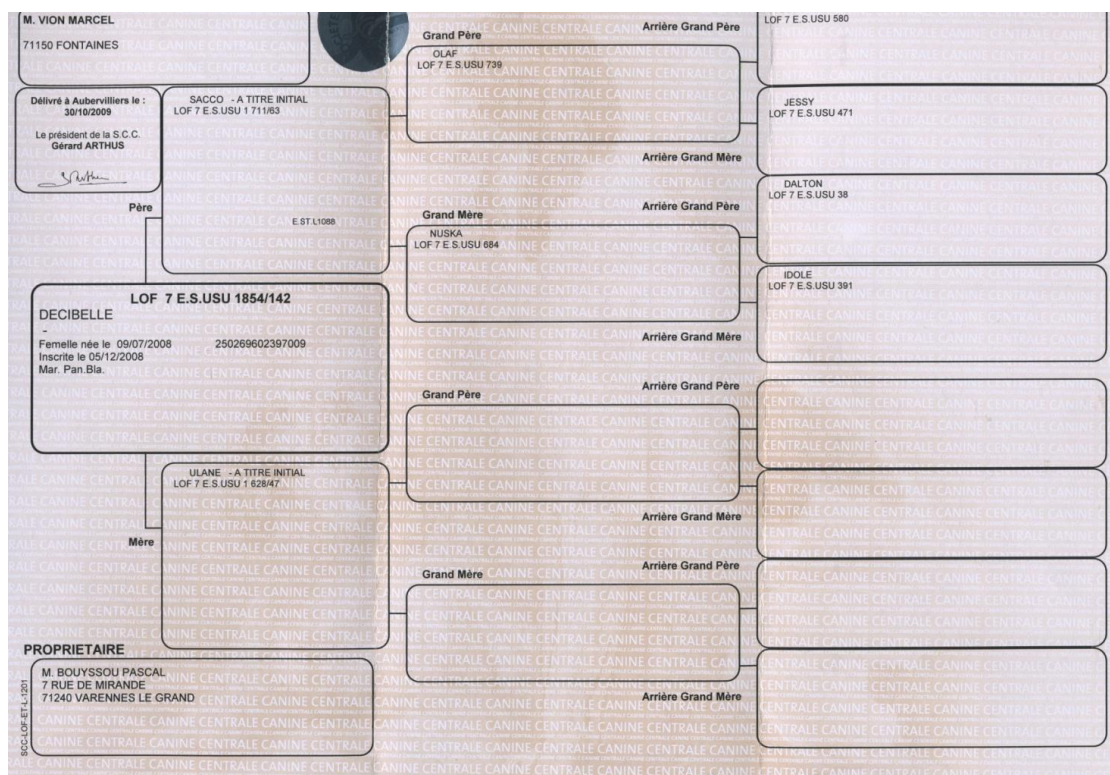 M. VION MARCEL
71150 FONTAINES
Délivré à Aubervilliers le :
30/10/2009
Le président de la S.C.C.
Gérard ARTHUS
SACCO - A TITRE INITIAL
LOF 7 E.S.USU 1 711/63
E.ST.L1088
Père
LOF 7 E.S.USU 1854/142
DECIBELLE
-
Femelle née le 09/07/2008 250269602397009
Inscrite le 05/12/2008
Mar. Pan.Bla.
ULANE - A TITRE INITIAL
LOF 7 E.S.USU 1 628/47
Mère
PROPRIETAIRE
M. BOUYSSOU PASCAL
7 RUE DE MIRANDE
71240 VARENNES LE GRAND
SCC-LOF-ET-L-1201
Grand Père
OLAF
LOF 7 E.S.USU 739
Grand Mère
NUSKA
LOF 7 E.S.USU 684
Grand Père
Grand Mère
Arrière Grand Père
LOF 7 E.S.USU 580
JESSY
LOF 7 E.S.USU 471
Arrière Grand Mère
Arrière Grand Père
DALTON
LOF 7 E.S.USU 38
IDOLE
LOF 7 E.S.USU 391
Arrière Grand Mère
Arrière Grand Père
Arrière Grand Mère
Arrière Grand Père
Arrière Grand Mère
CENTRALE CANINE